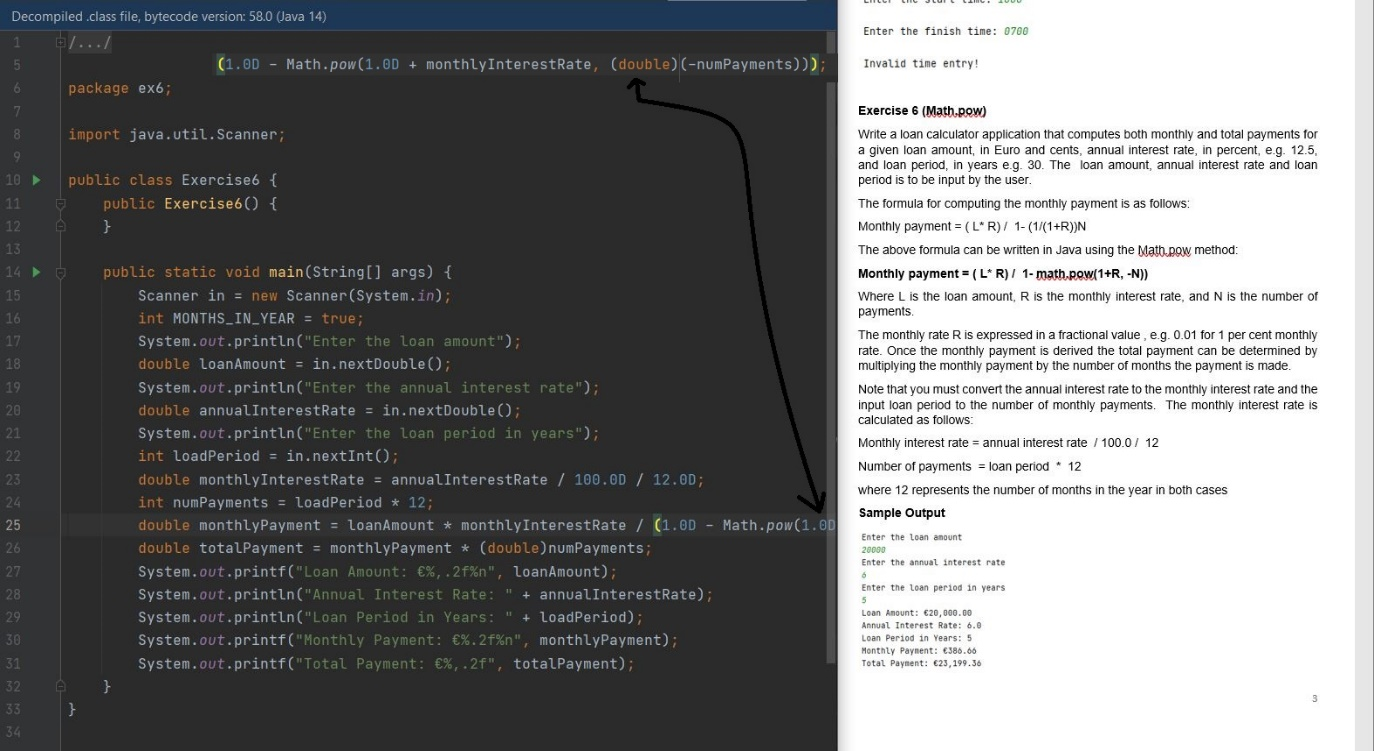 Decompiled .class file, bytecode version: 58.0 (Java 14)
1 /.../
5 (1.0D - Math.pow(1.0D + monthlyInterestRate, (double)(-numPayments)));
6 package ex6;
7
8 import java.util.Scanner;
9
10 public class Exercise6 {
11 public Exercise6() {
12 }
13
14 public static void main(String[] args) {
15 Scanner in = new Scanner(System.in);
16 int MONTHS_IN_YEAR = true;
17 System.out.println("Enter the loan amount");
18 double loanAmount = in.nextDouble();
19 System.out.println("Enter the annual interest rate");
20 double annualInterestRate = in.nextDouble();
21 System.out.println("Enter the loan period in years");
22 int loadPeriod = in.nextInt();
23 double monthlyInterestRate = annualInterestRate / 100.0D / 12.0D;
24 int numPayments = loadPeriod * 12;
25 double monthlyPayment = loanAmount * monthlyInterestRate / (1.0D - Math.pow(1.0D
26 double totalPayment = monthlyPayment * (double)numPayments;
27 System.out.printf("Loan Amount: €%,.2f%n", loanAmount);
28 System.out.println("Annual Interest Rate: " + annualInterestRate);
29 System.out.println("Loan Period in Years: " + loadPeriod);
30 System.out.printf("Monthly Payment: €%.2f%n", monthlyPayment);
31 System.out.printf("Total Payment: €%,.2f", totalPayment);
32 }
33 }
34
Enter the start time: 1000
Enter the finish time: 0700
Invalid time entry!
Exercise 6 (Math.pow)
Write a loan calculator application that computes both monthly and total payments for
a given loan amount, in Euro and cents, annual interest rate, in percent, e.g. 12.5,
and loan period, in years e.g. 30. The loan amount, annual interest rate and loan
period is to be input by the user.
The formula for computing the monthly payment is as follows:
Monthly payment = ( L* R) / 1- (1/(1+R))N
The above formula can be written in Java using the Math.pow method:
Monthly payment = ( L* R) / 1- math.pow(1+R, -N))
Where L is the loan amount, R is the monthly interest rate, and N is the number of
payments.
The monthly rate R is expressed in a fractional value , e.g. 0.01 for 1 per cent monthly
rate. Once the monthly payment is derived the total payment can be determined by
multiplying the monthly payment by the number of months the payment is made.
Note that you must convert the annual interest rate to the monthly interest rate and the
input loan period to the number of monthly payments. The monthly interest rate is
calculated as follows:
Monthly interest rate = annual interest rate / 100.0 / 12
Number of payments = loan period * 12
where 12 represents the number of months in the year in both cases
Sample Output
Enter the loan amount
20000
Enter the annual interest rate
6
Enter the loan period in years
5
Loan Amount: €20,000.00
Annual Interest Rate: 6.0
Loan Period in Years: 5
Monthly Payment: €386.66
Total Payment: €23,199.36
3